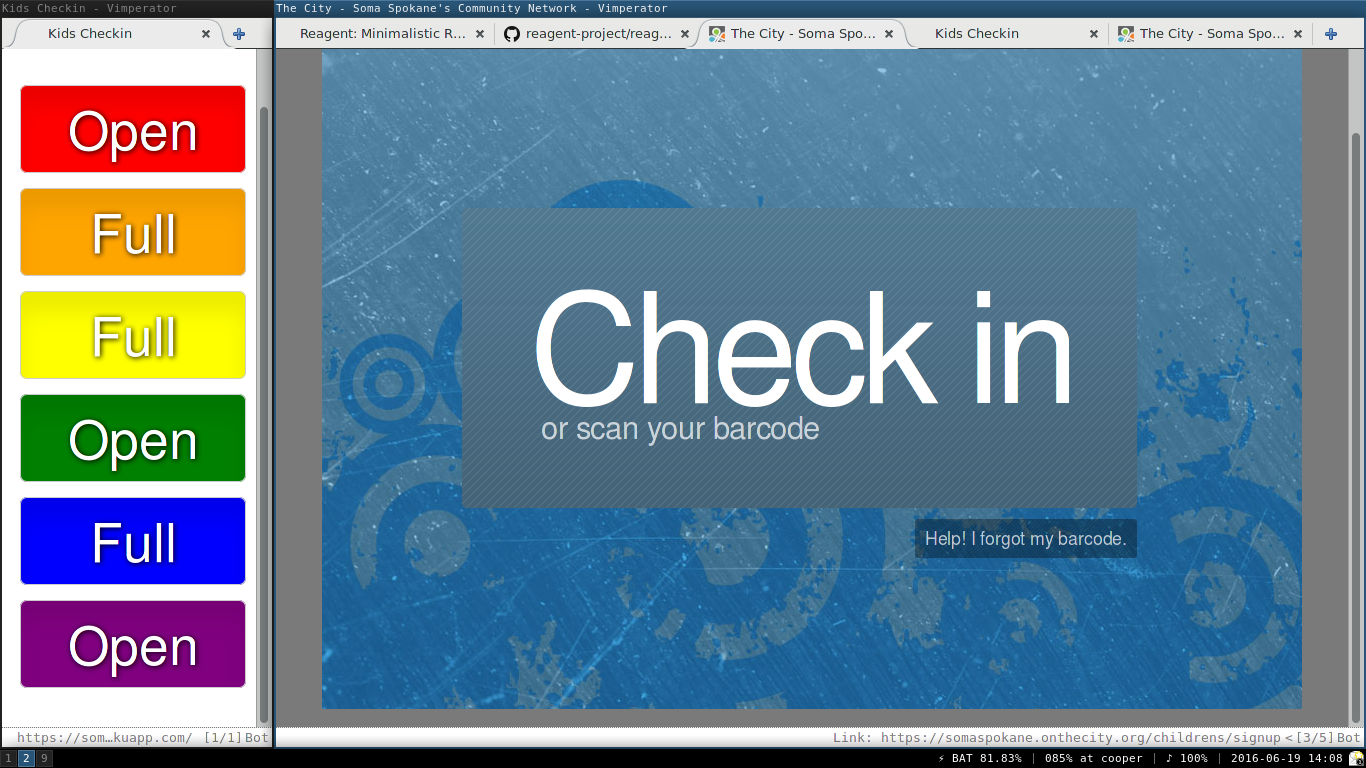 Kids Checkin - Vimperator
The City - Soma Spokane's Community Network - Vimperator
Kids Checkin
Reagent: Minimalistic R...
reagent-project/reag...
The City - Soma Spo...
Kids Checkin
The City - Soma Spo...
Open
Full
Full
Open
Full
Open
Check in
or scan your barcode
Help! I forgot my barcode.
https://som…kuapp.com/ [1/1] Bot
Link: https://somaspokane.onthecity.org/childrens/signup <[3/5] Bot
1 2 9
⚡ BAT 81.83% | 085% at cooper | ♪ 100% | 2016-06-19 14:08